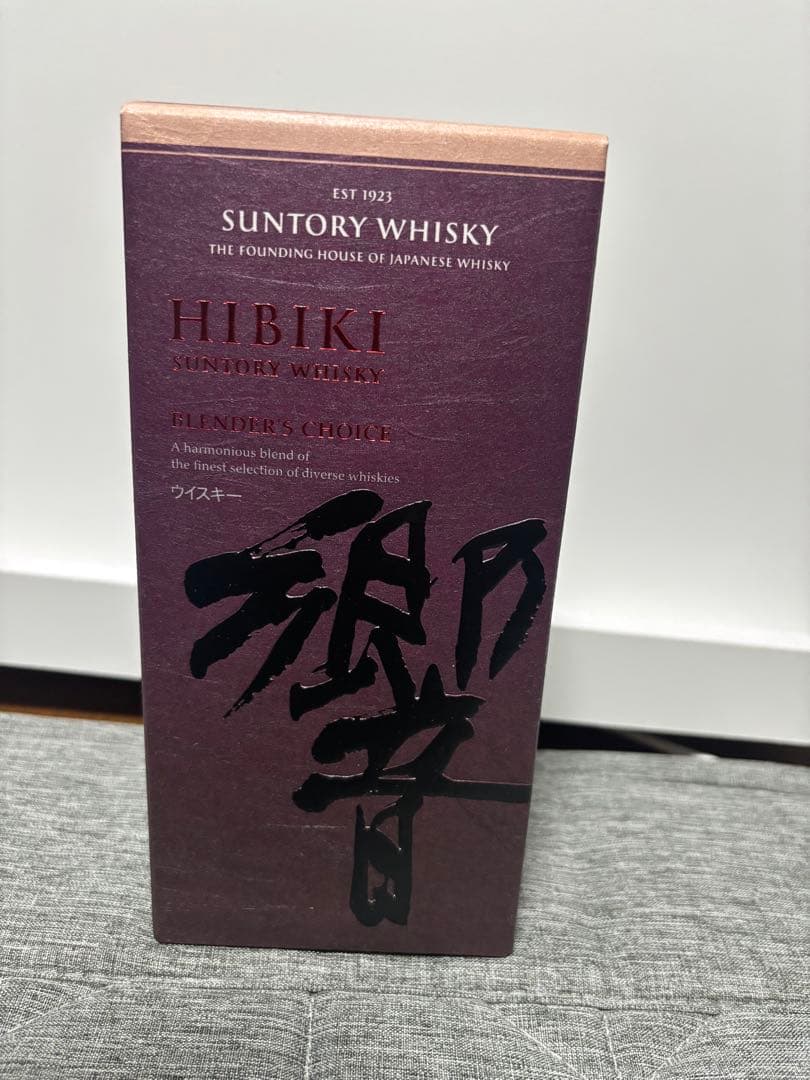 EST 1923
SUNTORY WHISKY
THE FOUNDING HOUSE OF JAPANESE WHISKY
HIBIKI
SUNTORY WHISKY
BLENDER'S CHOICE
A harmonious blend of
the finest selection of diverse whiskies
ウイスキー
響